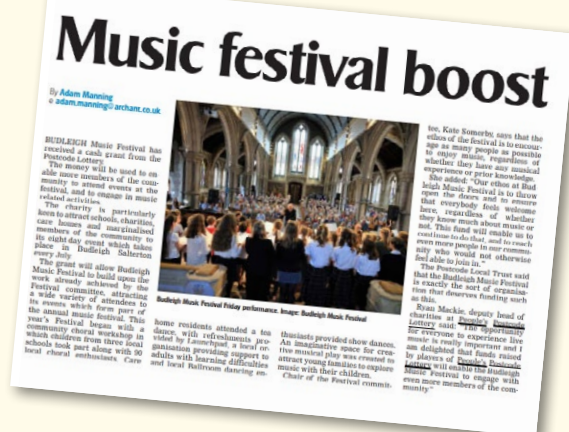 Music festival boost
By Adam Manning
e adam.manning@archant.co.uk
BUDLEIGH Music Festival has
received a cash grant from the
Postcode Lottery.
The money will be used to en-
able more members of the com-
munity to attend events at the
festival, and to engage in music
related activities.
The charity is particularly
keen to attract schools, charities,
care homes and marginalised
members of the community to
its eight-day event which takes
place in Budleigh Salterton
every July.
The grant will allow Budleigh
Music Festival to build upon the
work already achieved by the
Festival committee, attracting
a wide variety of attendees to
its events which form part of
the annual music festival. This
year's Festival began with a
community choral workshop in
which children from three local
schools took part along with 90
local choral enthusiasts. Care
Budleigh Music Festival Friday performance. Image: Budleigh Music Festival
home residents attended a tea
dance, with refreshments pro-
vided by Launchpad, a local or-
ganisation providing support to
adults with learning difficulties
and local Ballroom dancing en-
thusiasts provided show dances.
An imaginative space for crea-
tive musical play was created to
attract young families to explore
music with their children.
Chair of the Festival commit-
tee, Kate Somerby, says that the
ethos of the festival is to encour-
age as many people as possible
to enjoy music, regardless of
whether they have any musical
experience or prior knowledge.
She added: "Our ethos at Bud
leigh Music Festival is to throw
open the doors and to ensure
that everybody feels welcome
here, regardless of whether
they know much about music or
not. This fund will enable us to
continue to do that, and to reach
even more people in our commu-
nity who would not otherwise
feel able to join in."
The Postcode Local Trust said
that the Budleigh Music Festival
is exactly the sort of organisa-
tion that deserves funding such
as this.
Ryan Mackie, deputy head of
charities at People's Postcode
Lottery said: "The opportunity
for everyone to experience live
music is really important and I
am delighted that funds raised
by players of People's Postcode
Lottery will enable the Budleigh
Music Festival to engage with
even more members of the com-
munity."